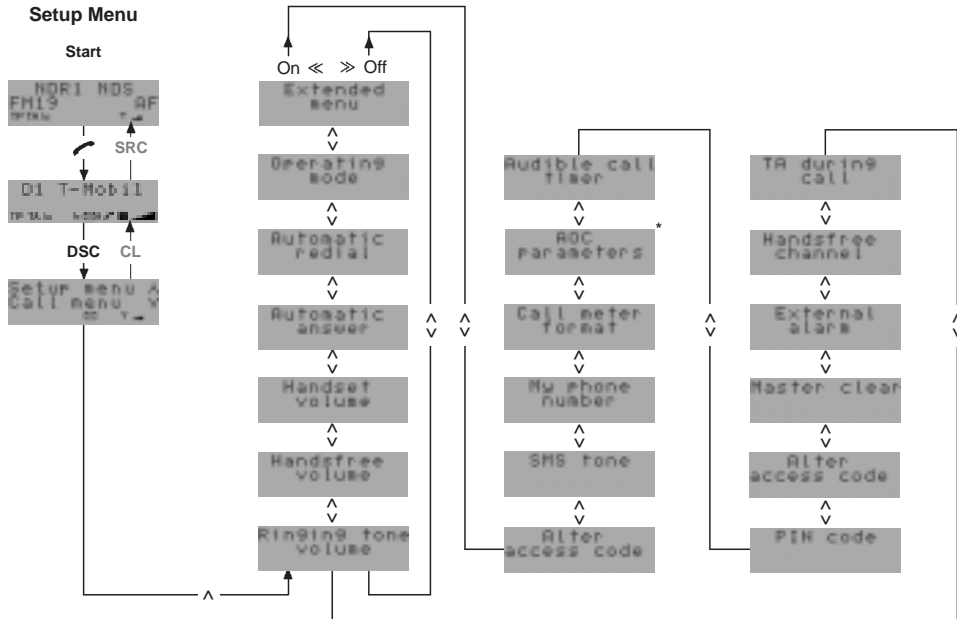 Setup Menu
Start
NDR1 NDS
FM19 AF
SRC
D1 T-Mobil
DSC CL
Setup menu ^
Call menu v
^
On ≪ ≫ Off
Extended
menu
Operating
mode
Automatic
redial
Automatic
answer
Handset
volume
Handsfree
volume
Ringing tone
volume
Audible call
timer
AOC
parameters
*
Call meter
format
My phone
number
SMS tone
Alter
access code
TA during
call
Handsfree
channel
External
alarm
Master clear
Alter
access code
PIN code